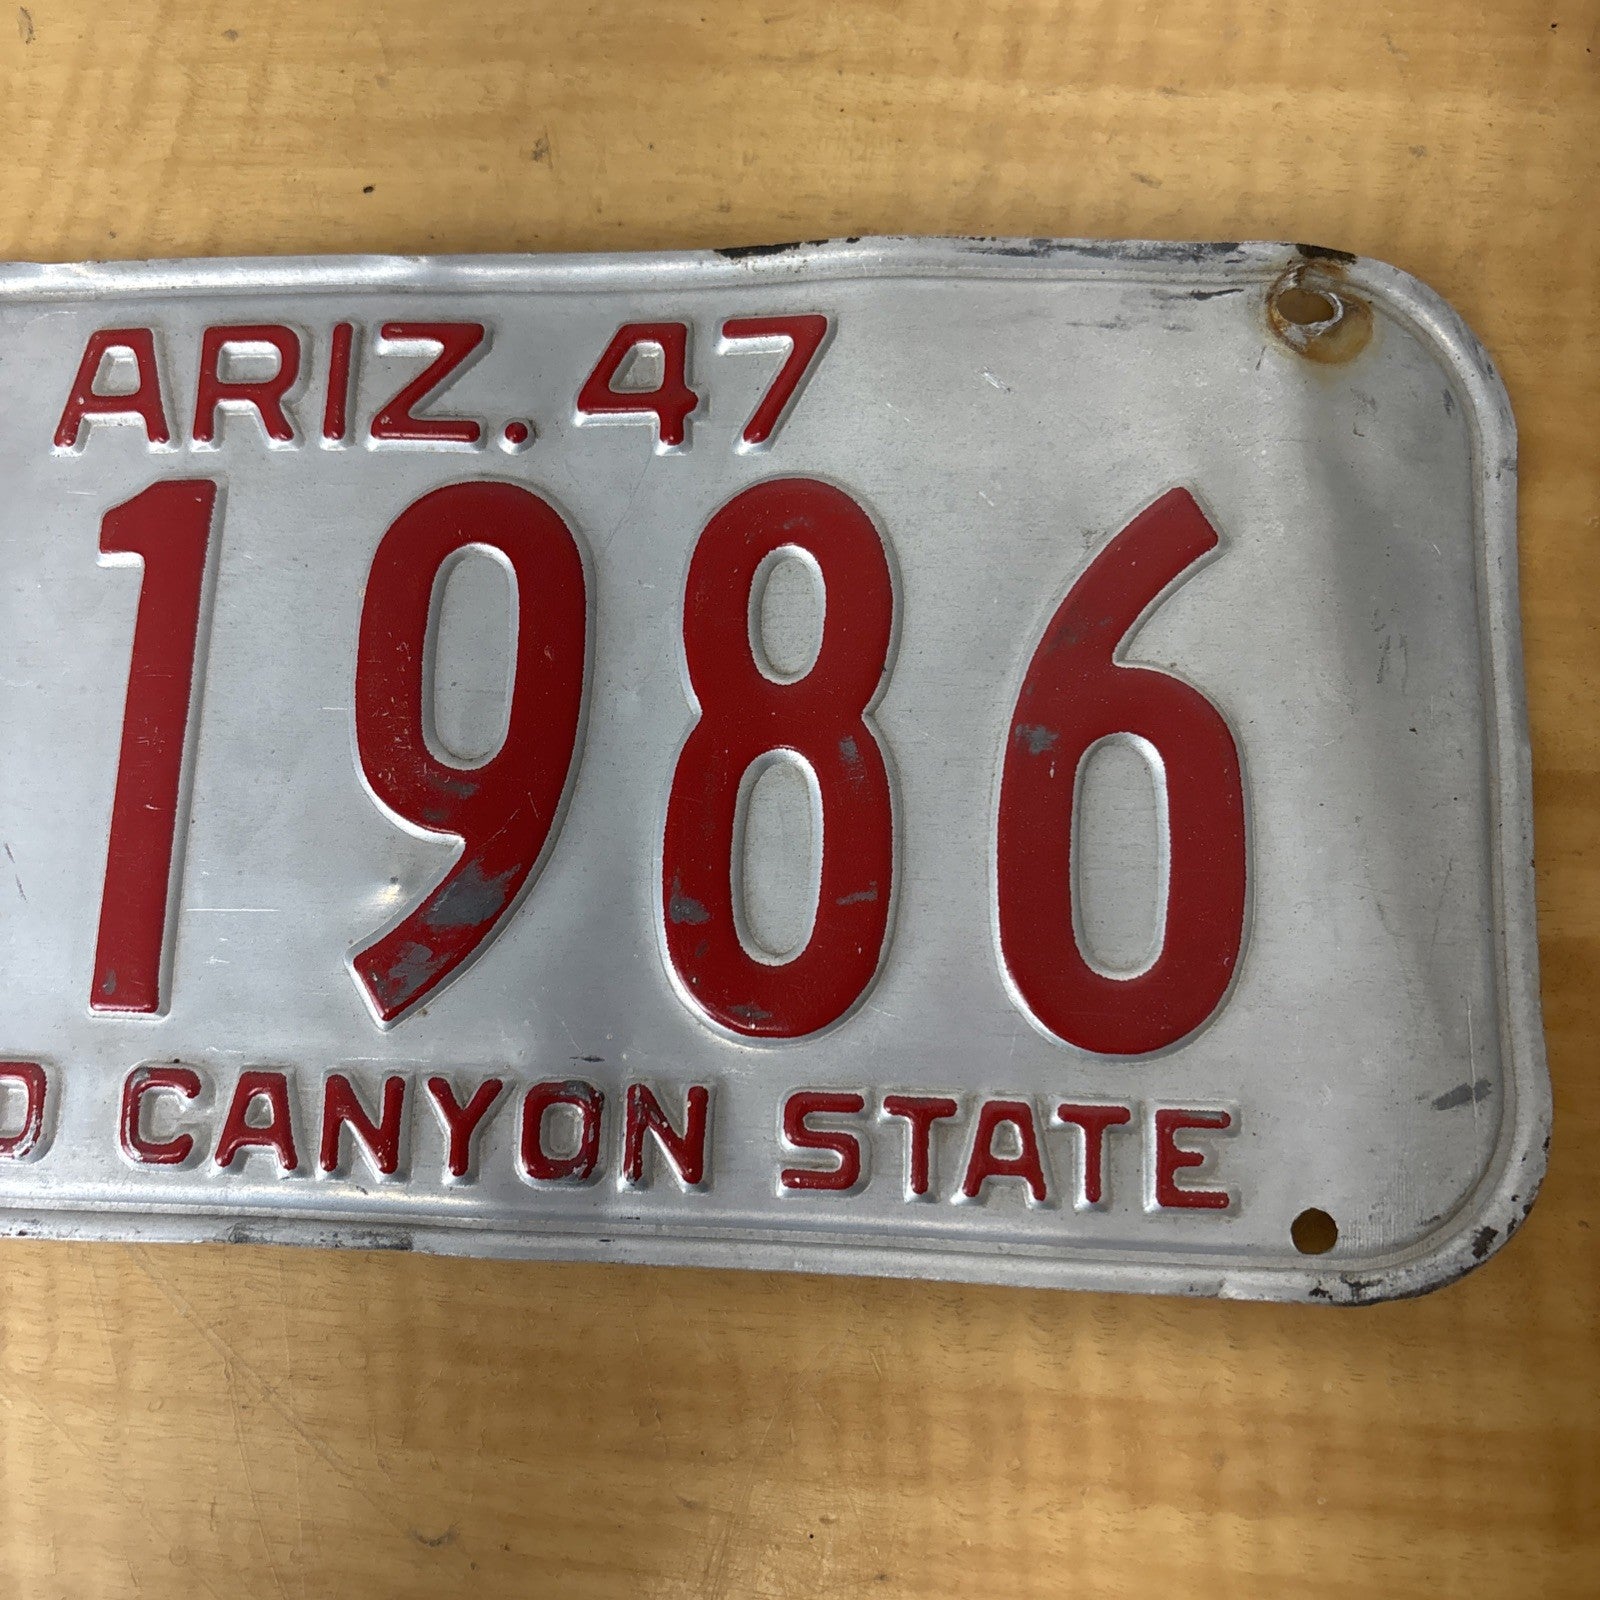 ARIZ. 47
1986
D CANYON STATE